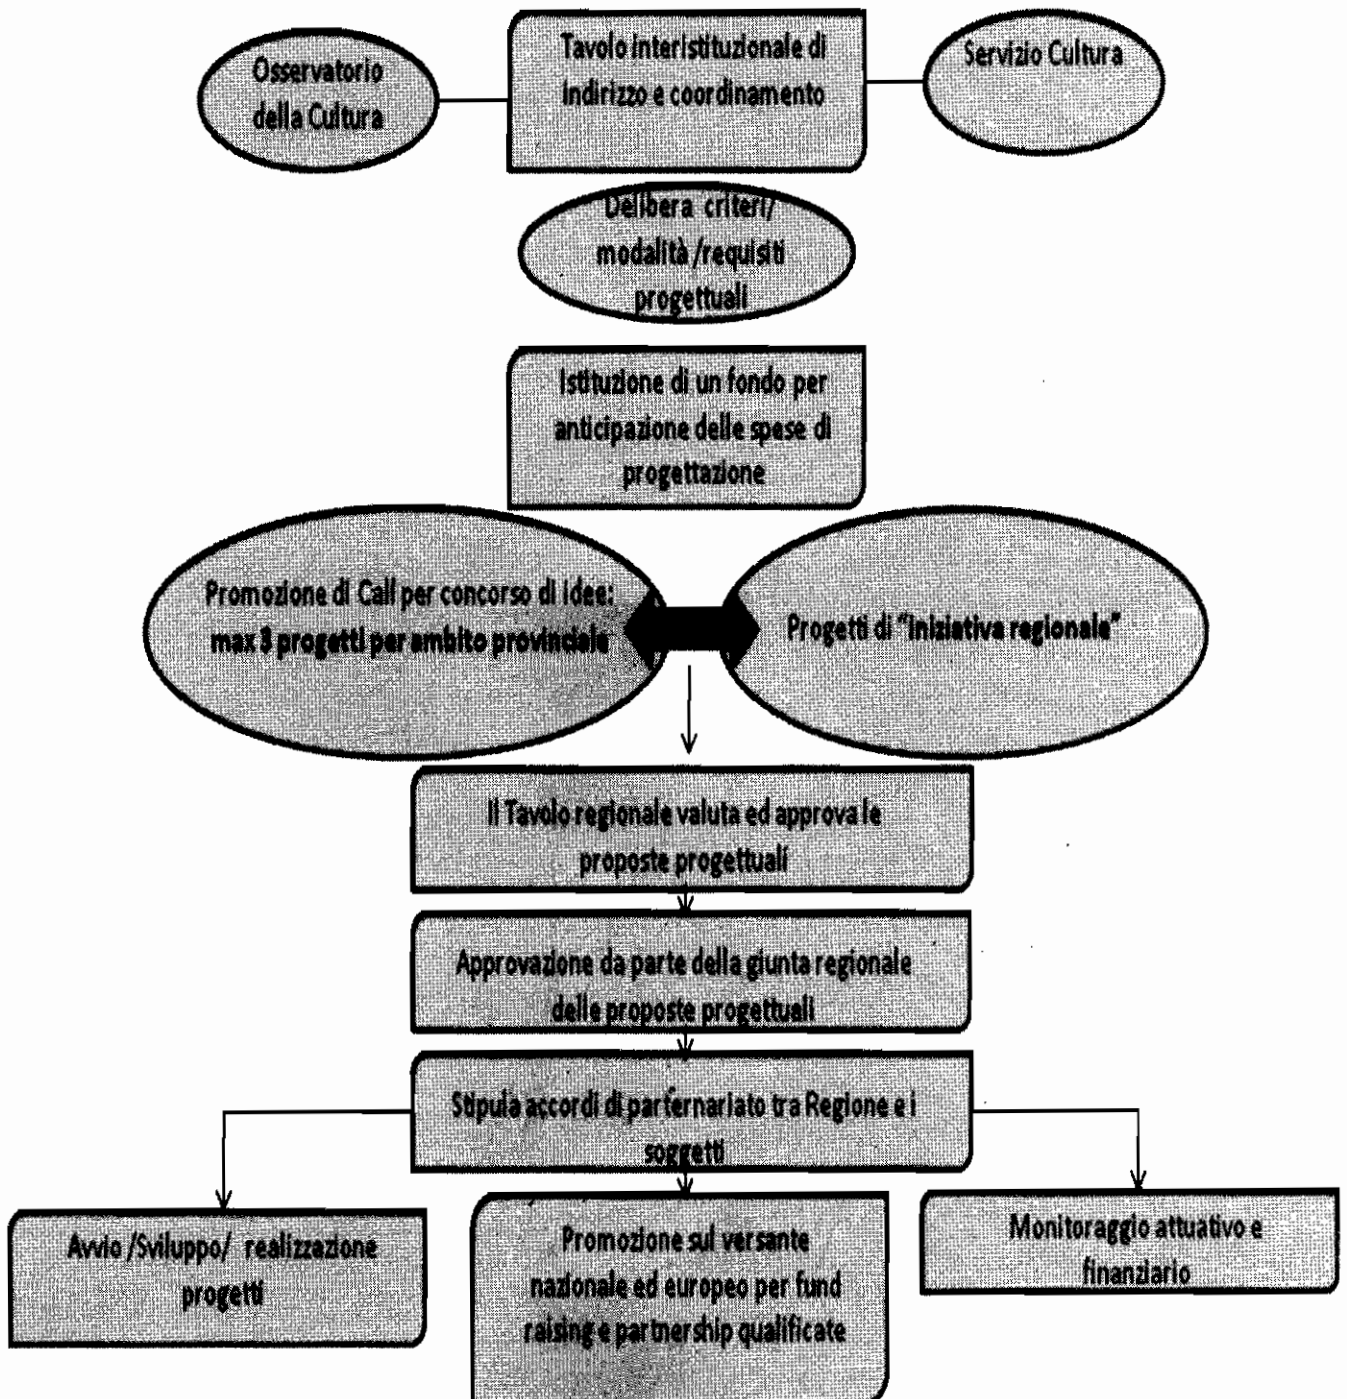 Osservatorio
della Cultura
Tavolo interistituzionale di
indirizzo e coordinamento
Servizio Cultura
Delibera criteri/
modalità /requisiti
progettuali
Istituzione di un fondo per
anticipazione delle spese di
progettazione
Promozione di Call per concorso di idee:
max 3 progetti per ambito provinciale
Progetti di "iniziativa regionale"
Il Tavolo regionale valuta ed approva le
proposte progettuali
Approvazione da parte della giunta regionale
delle proposte progettuali
Stipula accordi di parternariato tra Regione e i
soggetti
Avvio /Sviluppo/ realizzazione
progetti
Promozione sul versante
nazionale ed europeo per fund
raising e partnership qualificate
Monitoraggio attuativo e
finanziario